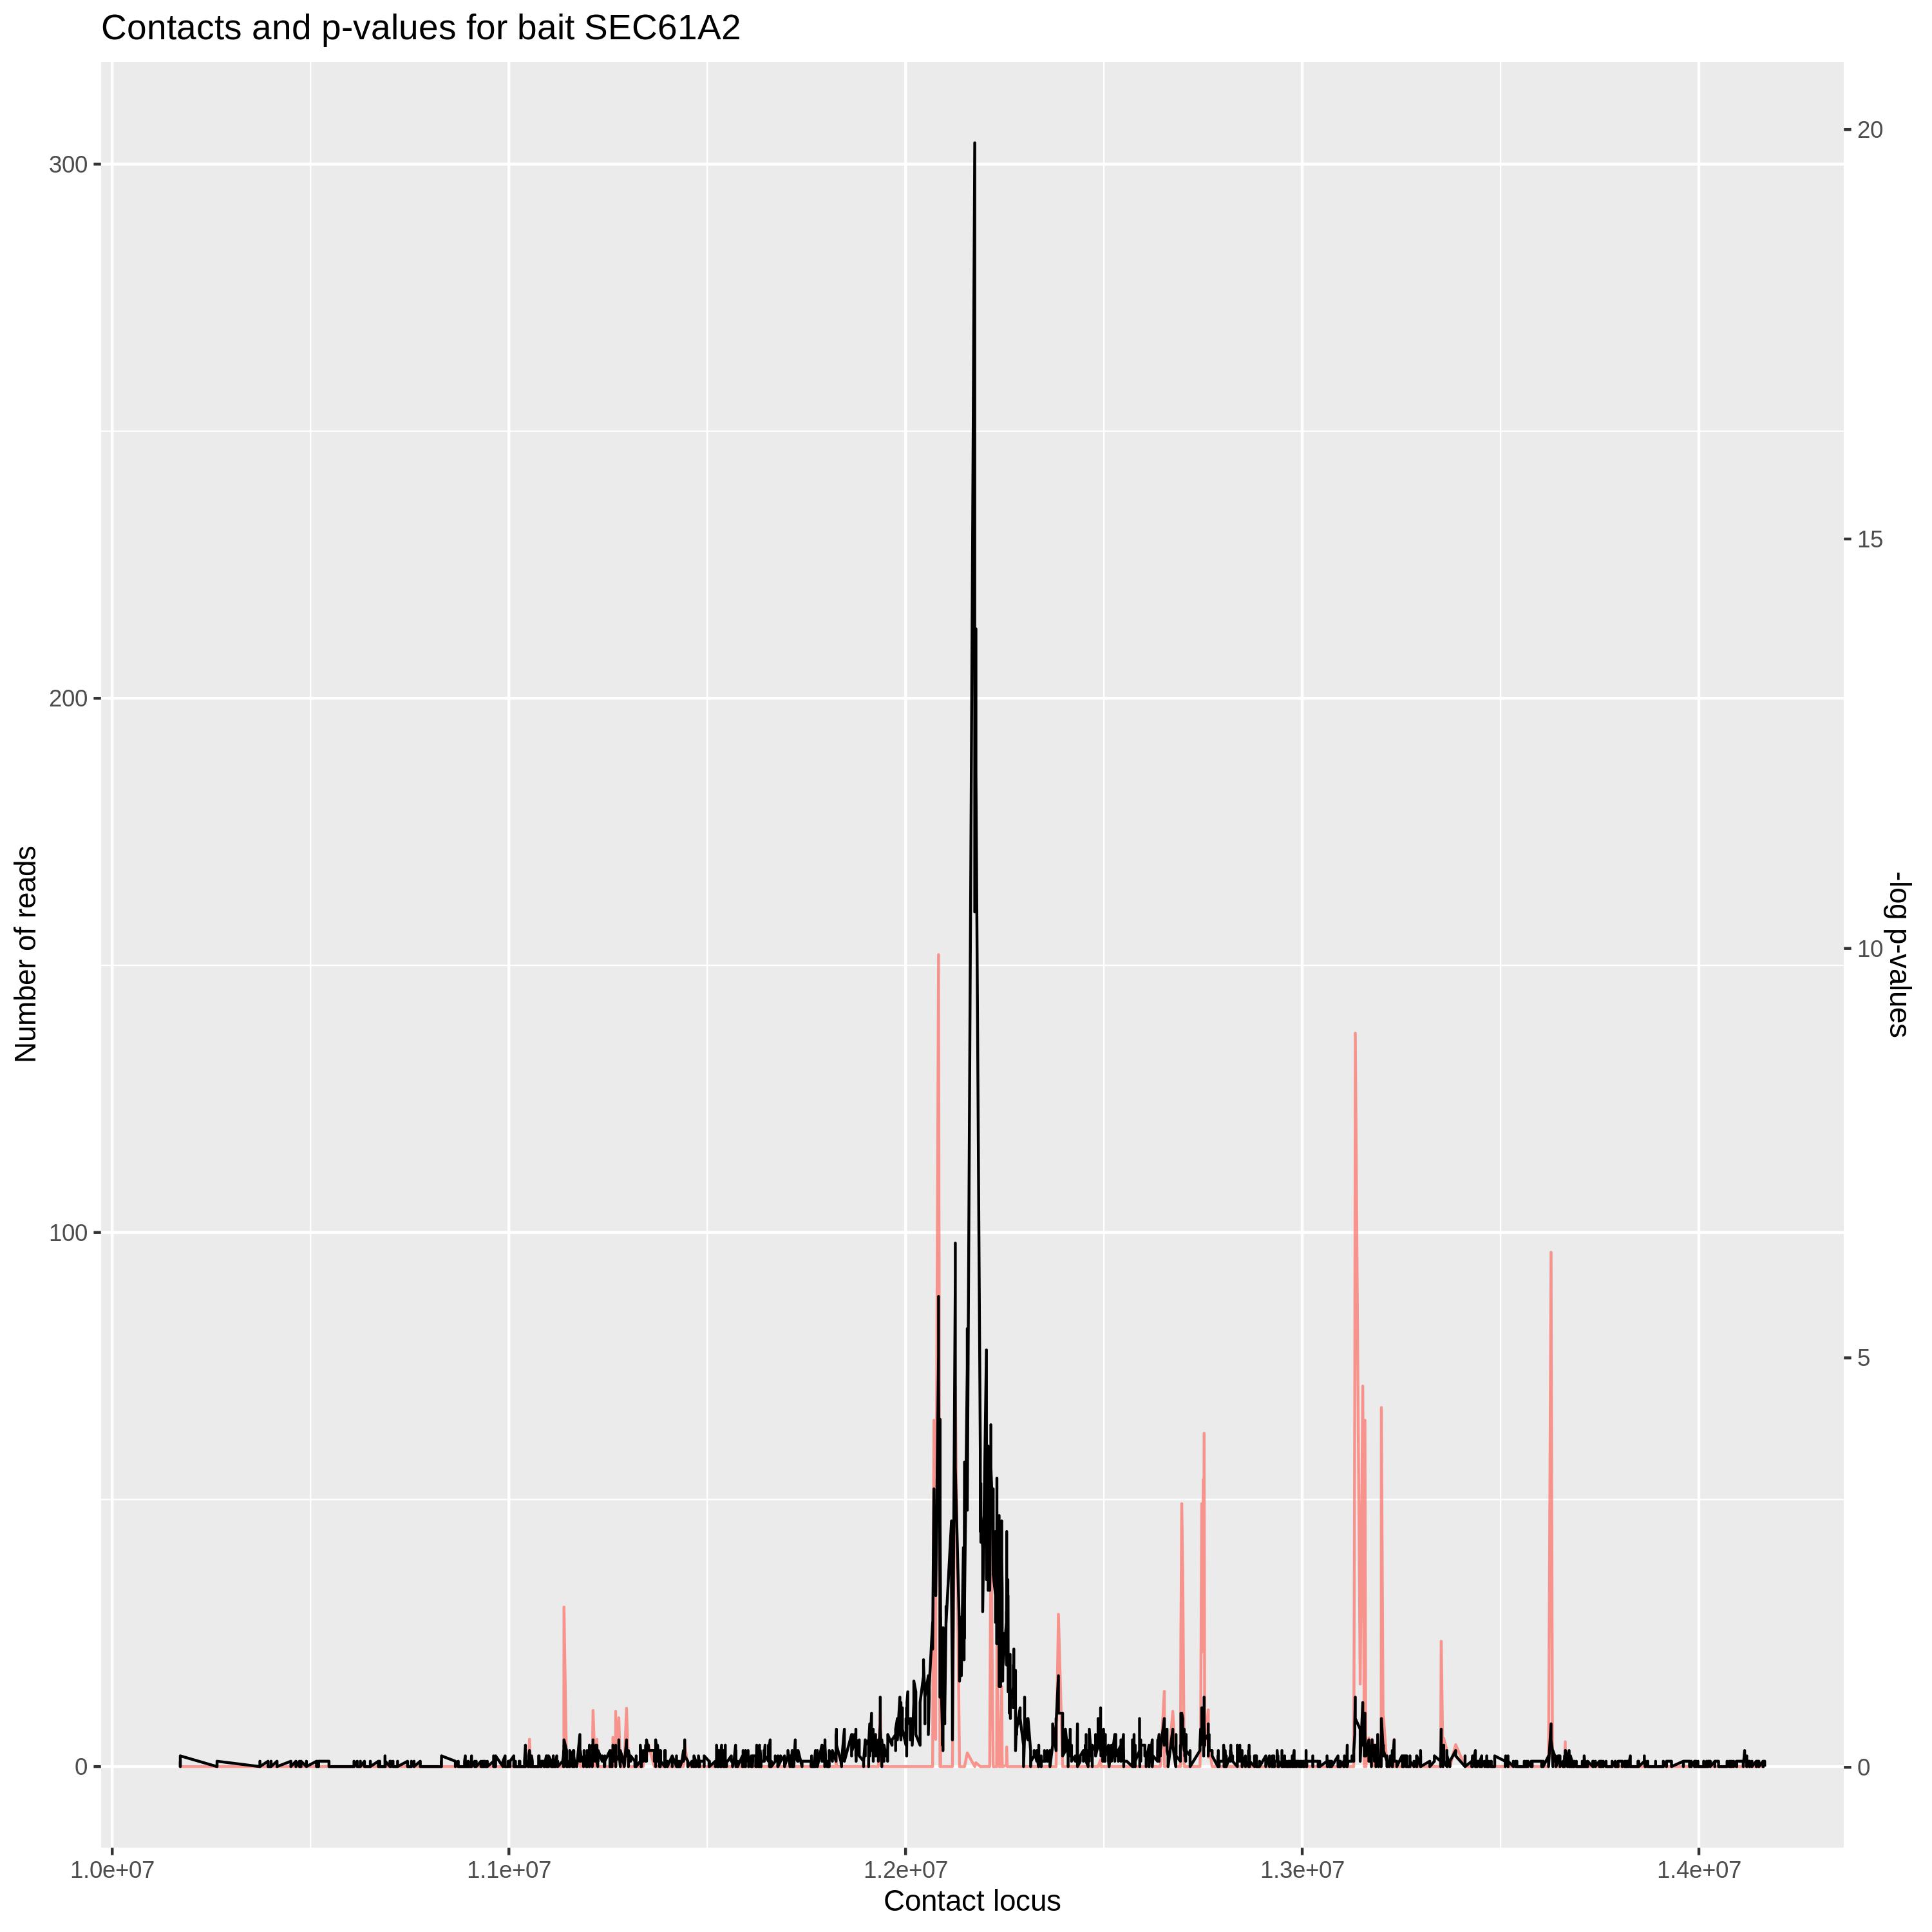 Contacts and p-values for bait SEC61A2
300
200
100
0
20
15
10
5
0
Number of reads
-log p-values
1.0e+07 1.1e+07 1.2e+07 1.3e+07 1.4e+07
Contact locus